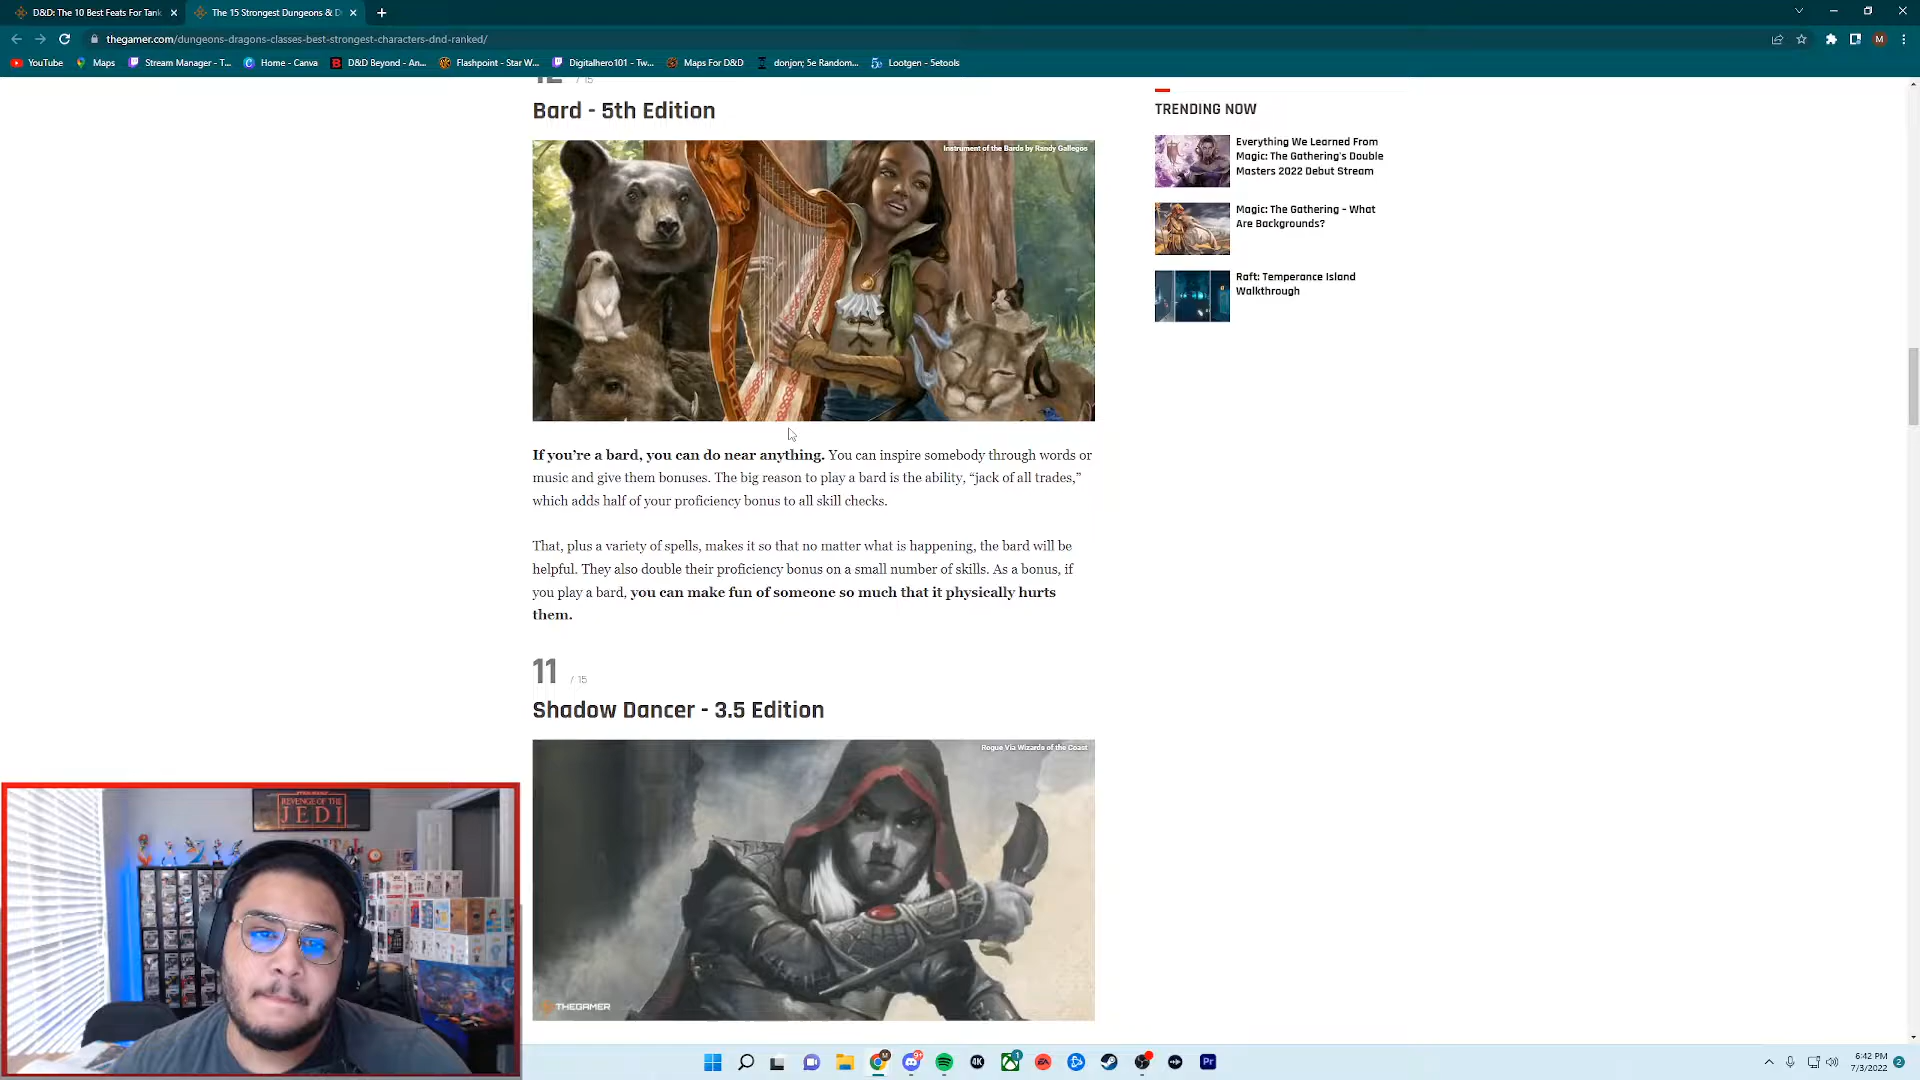 D&D: The 10 Best Feats For Tank
The 15 Strongest Dungeons & D
thegamer.com/dungeons-dragons-classes-best-strongest-characters-dnd-ranked/
M
YouTube
Maps
Stream Manager - T...
Home - Canva
D&D Beyond - An...
Flashpoint - Star W...
Digitalhero101 - Tw...
Maps For D&D
donjon; 5e Random...
Lootgen - 5etools
12 / 15
Bard - 5th Edition
Instrument of the Bards by Randy Gallegos
If you're a bard, you can do near anything. You can inspire somebody through words or
music and give them bonuses. The big reason to play a bard is the ability, “jack of all trades,”
which adds half of your proficiency bonus to all skill checks.
That, plus a variety of spells, makes it so that no matter what is happening, the bard will be
helpful. They also double their proficiency bonus on a small number of skills. As a bonus, if
you play a bard, you can make fun of someone so much that it physically hurts
them.
11 / 15
Shadow Dancer - 3.5 Edition
Rogue Via Wizards of the Coast
THEGAMER
TRENDING NOW
Everything We Learned From
Magic: The Gathering's Double
Masters 2022 Debut Stream
Magic: The Gathering – What
Are Backgrounds?
Raft: Temperance Island
Walkthrough
REVENGE OF THE
JEDI
4K
EA
Pr
6:42 PM
7/3/2022
2